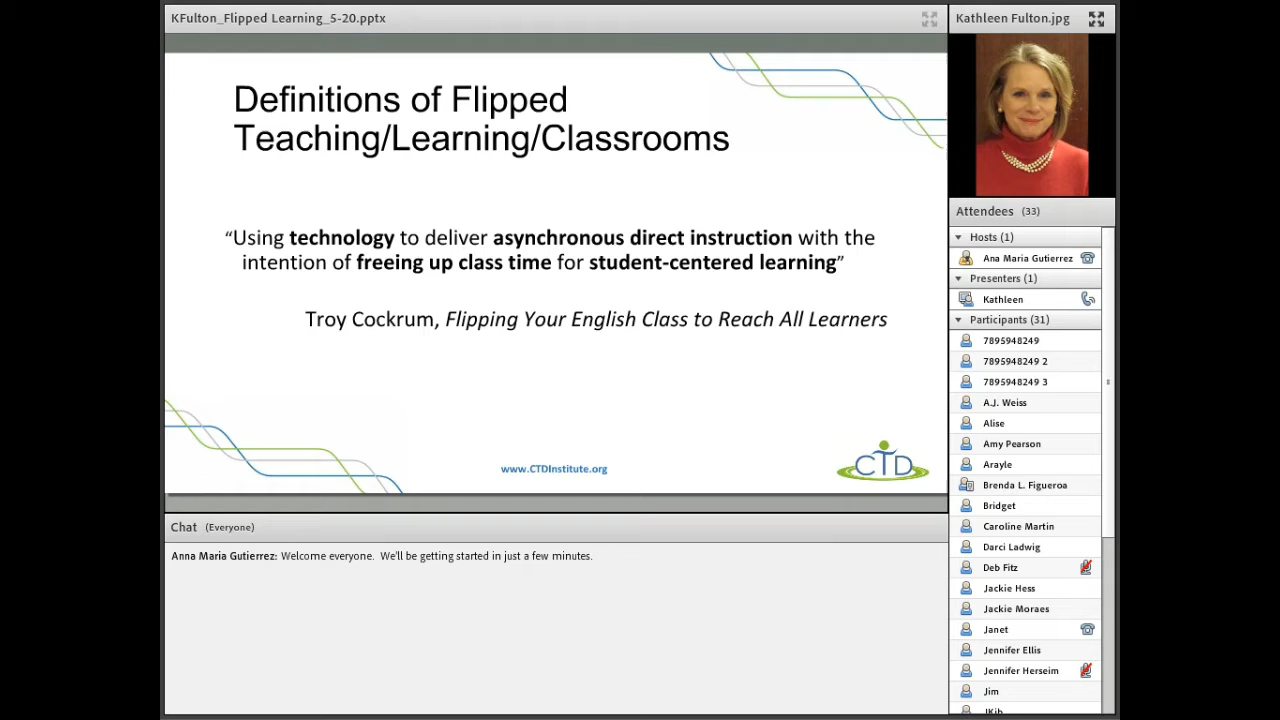 KFulton_Flipped Learning_5-20.pptx
Definitions of Flipped
Teaching/Learning/Classrooms
“Using technology to deliver asynchronous direct instruction with the
intention of freeing up class time for student-centered learning”
Troy Cockrum, Flipping Your English Class to Reach All Learners
www.CTDInstitute.org
CTD
Chat (Everyone)
Anna Maria Gutierrez: Welcome everyone. We'll be getting started in just a few minutes.
Kathleen Fulton.jpg
Attendees (33)
Hosts (1)
Ana Maria Gutierrez
Presenters (1)
Kathleen
Participants (31)
7895948249
7895948249 2
7895948249 3
A.J. Weiss
Alise
Amy Pearson
Arayle
Brenda L. Figueroa
Bridget
Caroline Martin
Darci Ladwig
Deb Fitz
Jackie Hess
Jackie Moraes
Janet
Jennifer Ellis
Jennifer Herseim
Jim